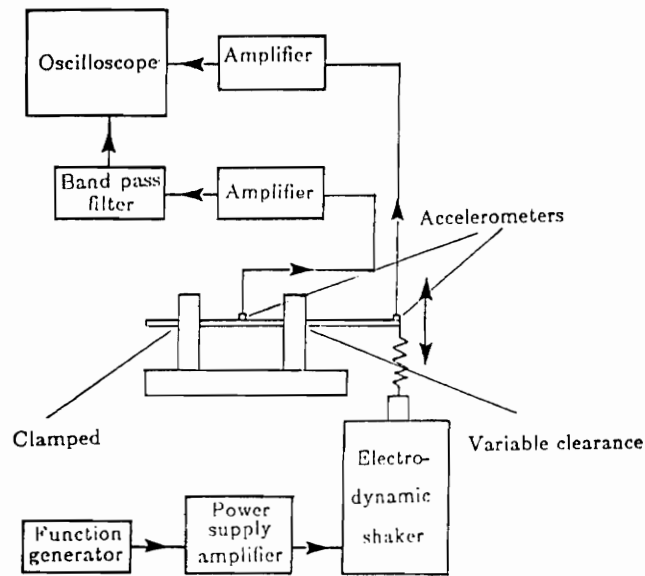 Oscilloscope
Amplifier
Band pass
filter
Amplifier
Accelerometers
Clamped
Variable clearance
Electro-
dynamic
shaker
Function
generator
Power
supply
amplifier